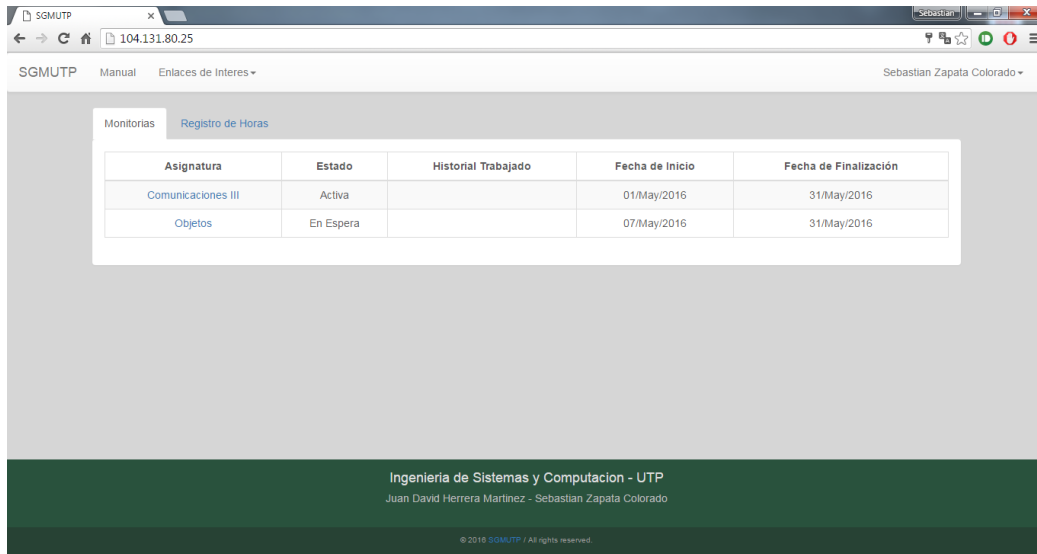 SGMUTP
Sebastian
104.131.80.25
SGMUTP Manual Enlaces de Interes Sebastian Zapata Colorado
Monitorias Registro de Horas
Asignatura Estado Historial Trabajado Fecha de Inicio Fecha de Finalización
Comunicaciones III Activa 01/May/2016 31/May/2016
Objetos En Espera 07/May/2016 31/May/2016
Ingenieria de Sistemas y Computacion - UTP
Juan David Herrera Martinez - Sebastian Zapata Colorado
© 2016 SGMUTP / All rights reserved.